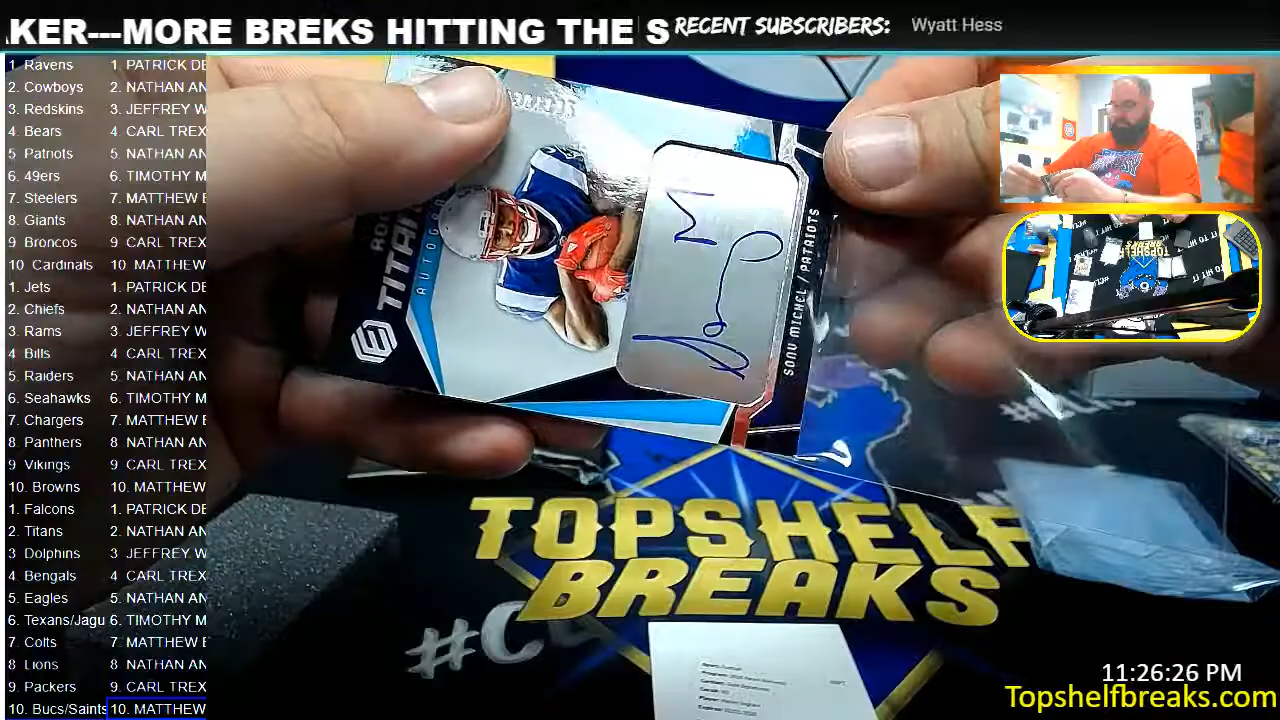 KER---MORE BREKS HITTING THE S
RECENT SUBSCRIBERS: Wyatt Hess
1 Ravens 1. PATRICK DE
2. Cowboys 2. NATHAN AN
3. Redskins 3. JEFFREY W
4. Bears 4 CARL TREX
5 Patriots 5. NATHAN AN
6. 49ers 6. TIMOTHY M
7. Steelers 7. MATTHEW E
8. Giants 8. NATHAN AN
9 Broncos 9 CARL TREX
10. Cardinals 10. MATTHEW
1. Jets 1. PATRICK DE
2. Chiefs 2. NATHAN AN
3. Rams 3. JEFFREY W
4 Bills 4. CARL TREX
5. Raiders 5. NATHAN AN
6. Seahawks 6. TIMOTHY M
7. Chargers 7. MATTHEW E
8. Panthers 8 NATHAN AN
9 Vikings 9 CARL TREX
10. Browns 10. MATTHEW
1. Falcons 1. PATRICK DE
2. Titans 2. NATHAN AN
3 Dolphins 3 JEFFREY W
4. Bengals 4 CARL TREX
5. Eagles 5. NATHAN AN
6. Texans/Jagu 6. TIMOTHY M
7. Colts 7 MATTHEW E
8 Lions 8 NATHAN AN
9. Packers 9. CARL TREX
10. Bucs/Saints 10. MATTHEW
TITAN
AUTOGRA
Sony M
SONY MICHEL / PATRIOTS
TOPSHELF
BREAKS
11:26:26 PM
Topshelfbreaks.com